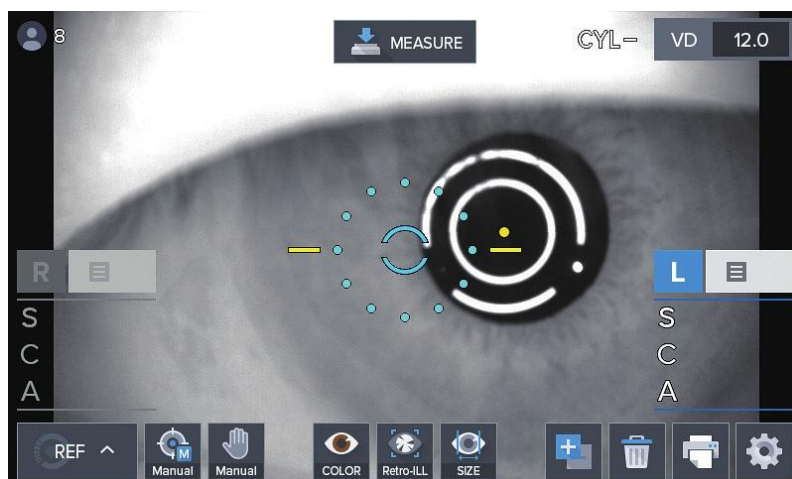 8
MEASURE
CYL−
VD 12.0
R
L
S
C
A
S
C
A
REF
Manual
M
Manual
COLOR
Retro-ILL
SIZE